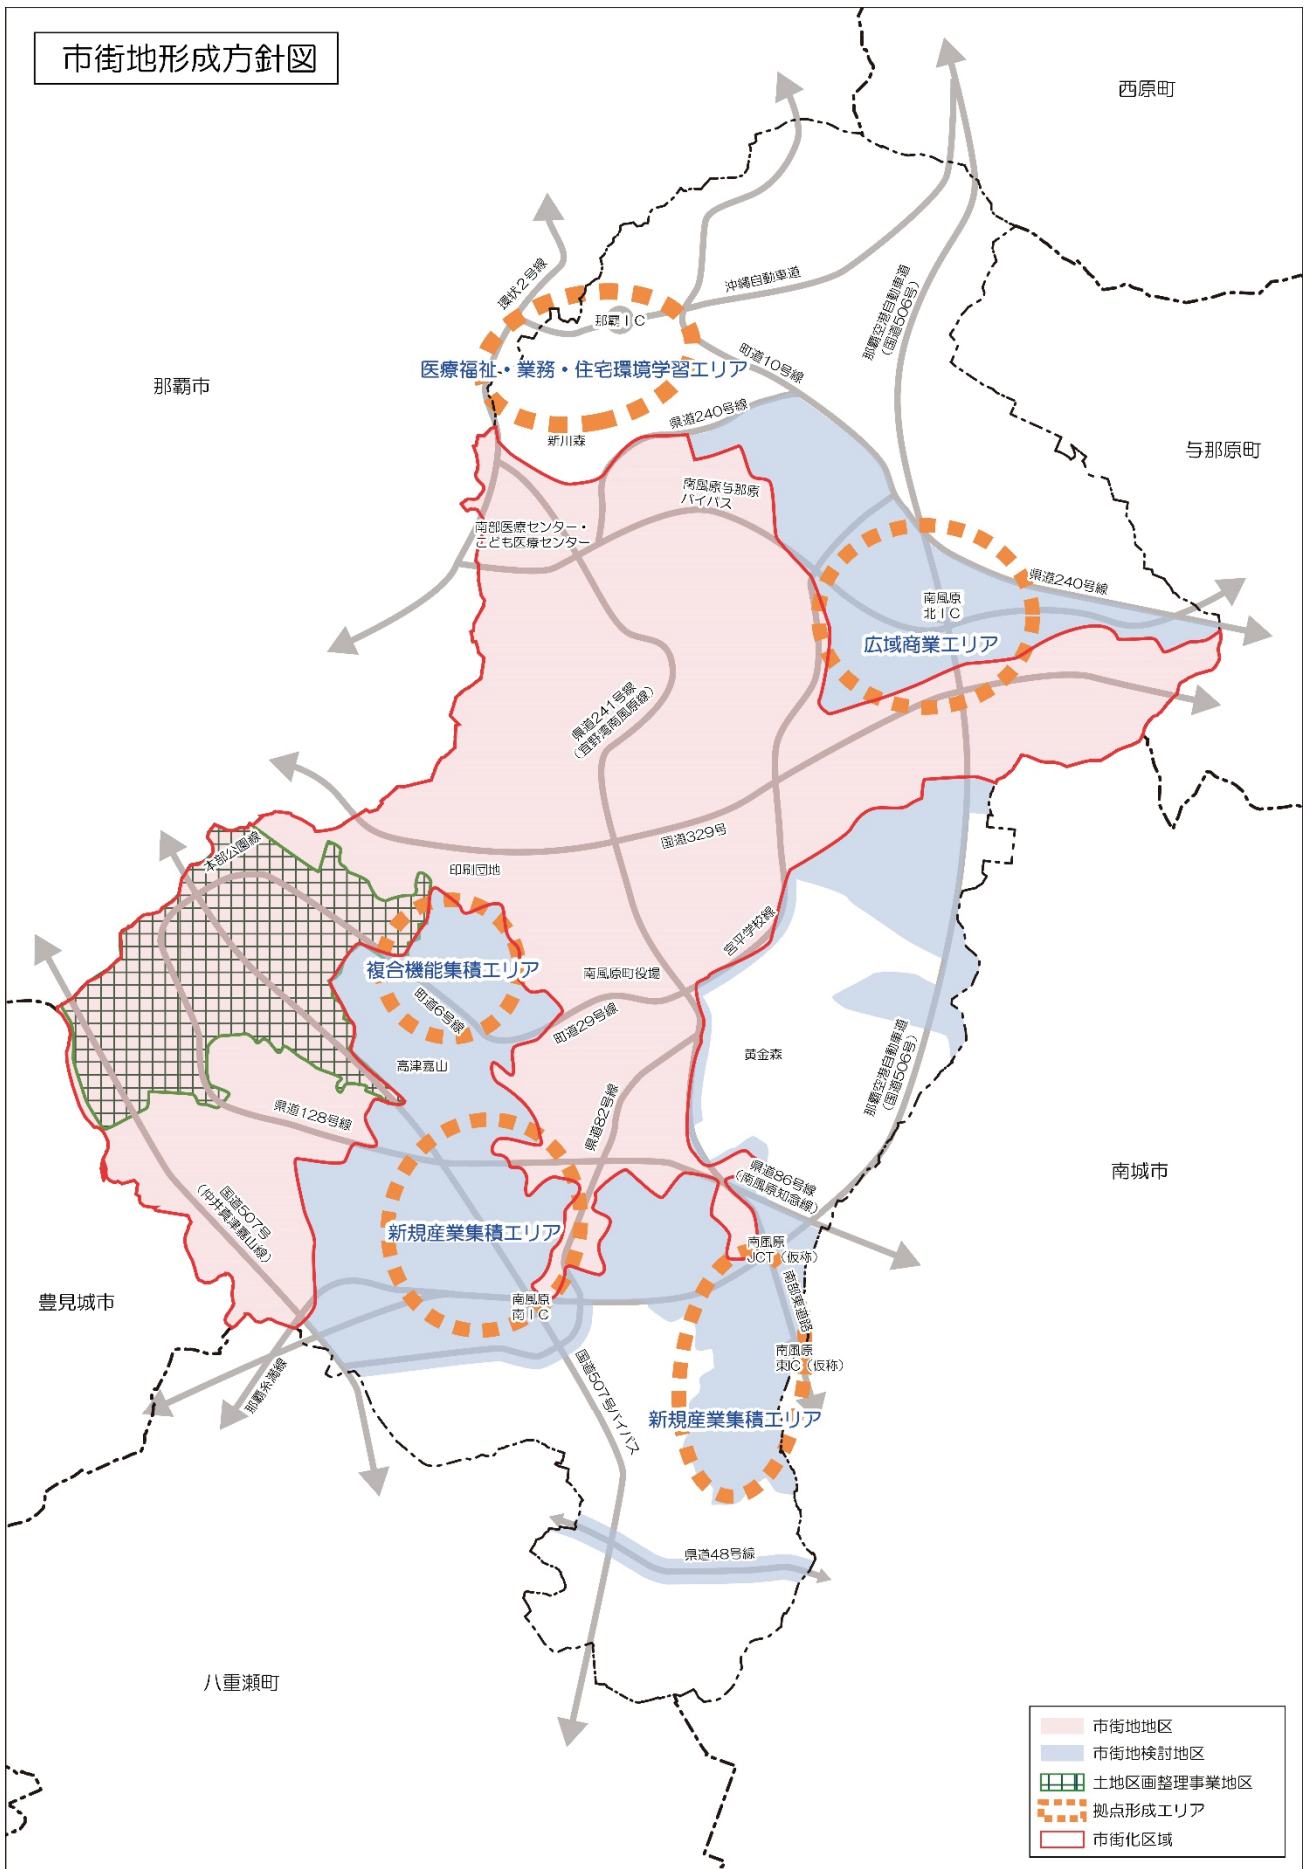 市街地形成方針図
西原町
環状2号線
沖縄自動車道
那覇空港自動車道
(国道506号)
那覇IC
町道10号線
医療福祉・業務・住宅環境学習エリア
那覇市
県道240号線
新川森
与那原町
南風原与那原
バイパス
南部医療センター・
こども医療センター
県道240号線
南風原
北IC
広域商業エリア
県道241号線
(宜野湾南風原線)
国道329号
本部公園線
印刷団地
宮平学校線
複合機能集積エリア
南風原町役場
町道6号線
町道29号線
黄金森
高津嘉山
那覇空港自動車道
(国道506号)
県道128号線
県道82号線
県道86号線
(南風原知念線)
南城市
国道507号
(仲井真津嘉山線)
新規産業集積エリア
南風原
JCT(仮称)
南部東道路
豊見城市
南風原
南IC
南風原
東IC(仮称)
那覇糸満線
国道507号バイパス
新規産業集積エリア
県道48号線
八重瀬町
市街地地区
市街地検討地区
土地区画整理事業地区
拠点形成エリア
市街化区域